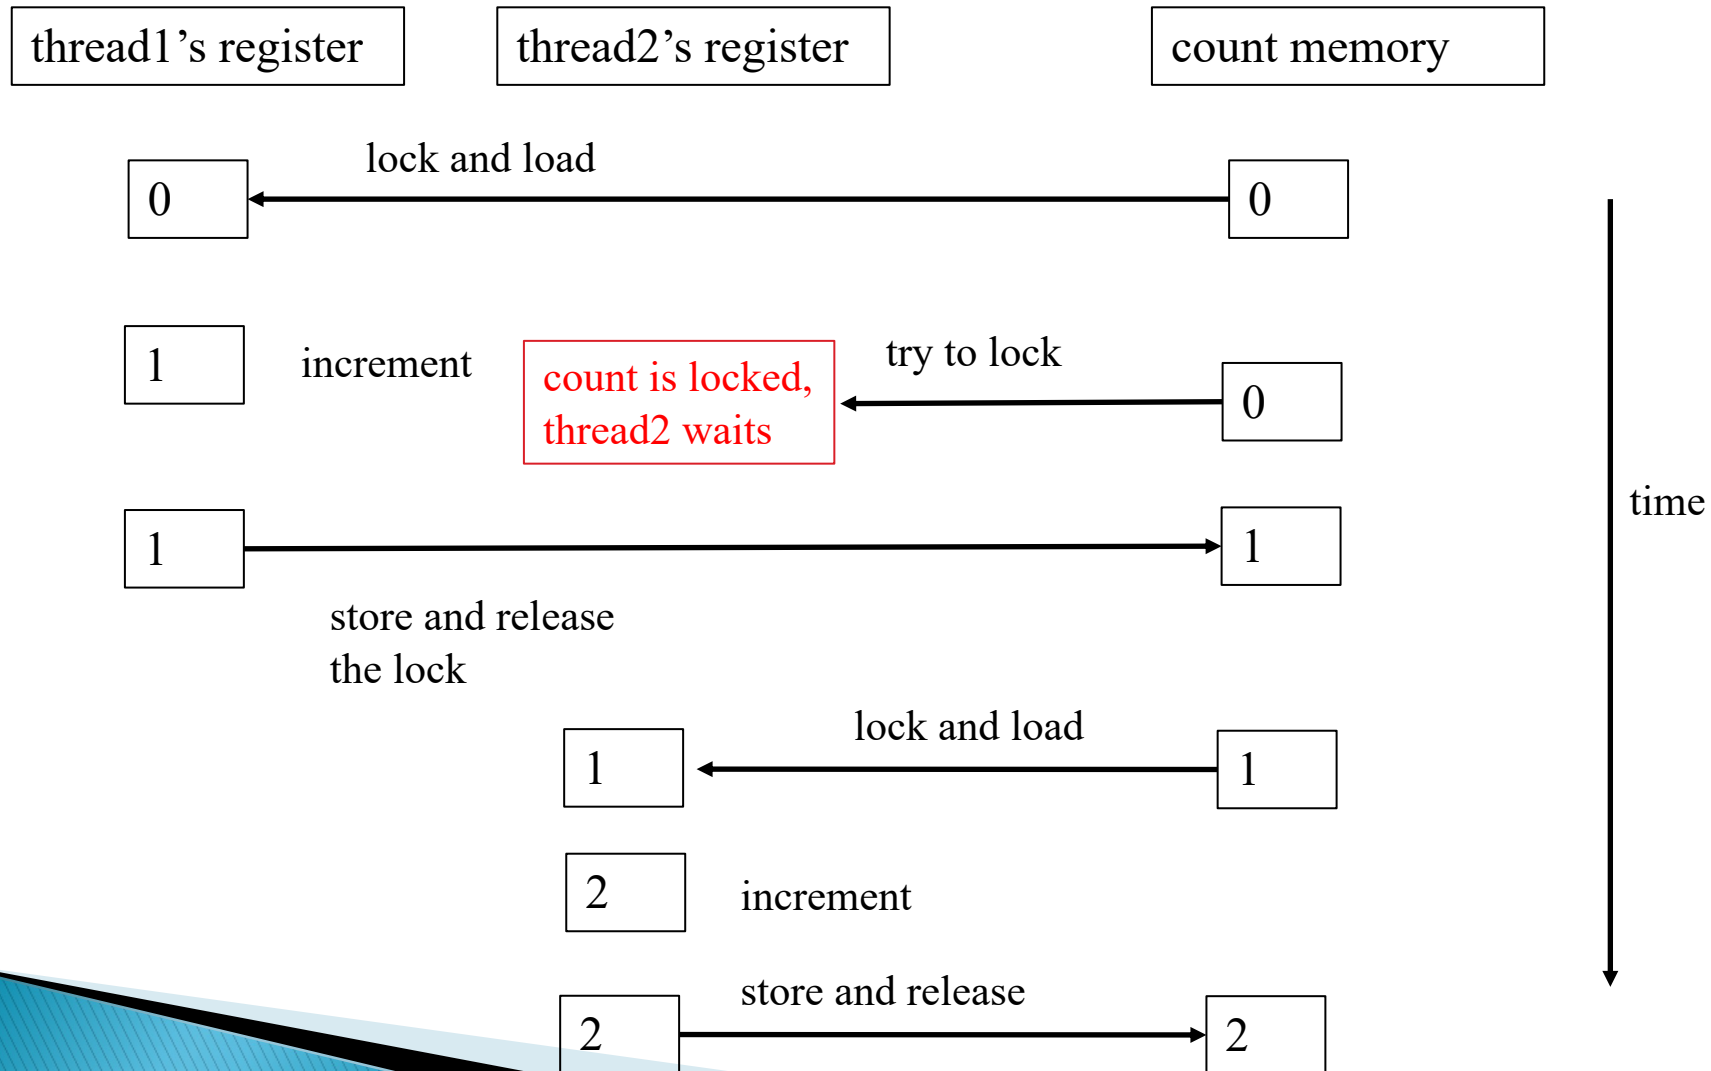 thread1’s register
thread2’s register
count memory
lock and load
0
0
1
increment
count is locked,
thread2 waits
try to lock
0
1
1
time
store and release
the lock
1
lock and load
1
2
increment
store and release
2
2